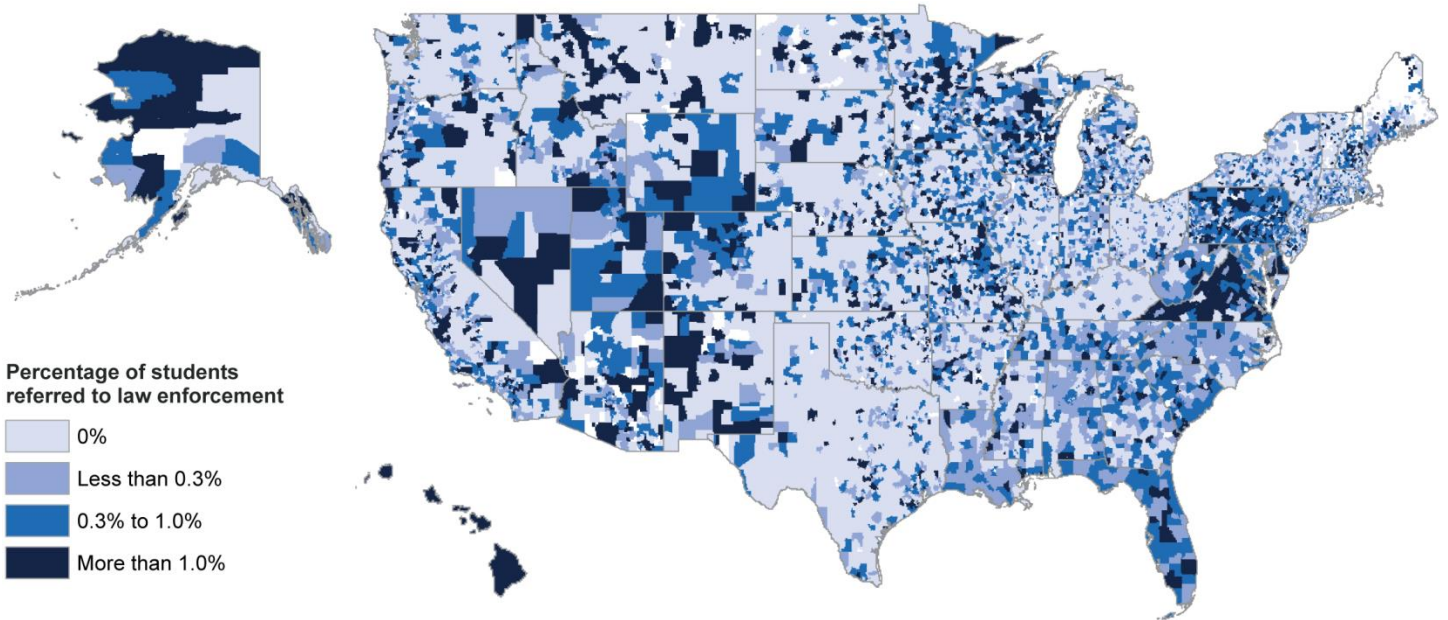 Percentage of students
referred to law enforcement
0%
Less than 0.3%
0.3% to 1.0%
More than 1.0%